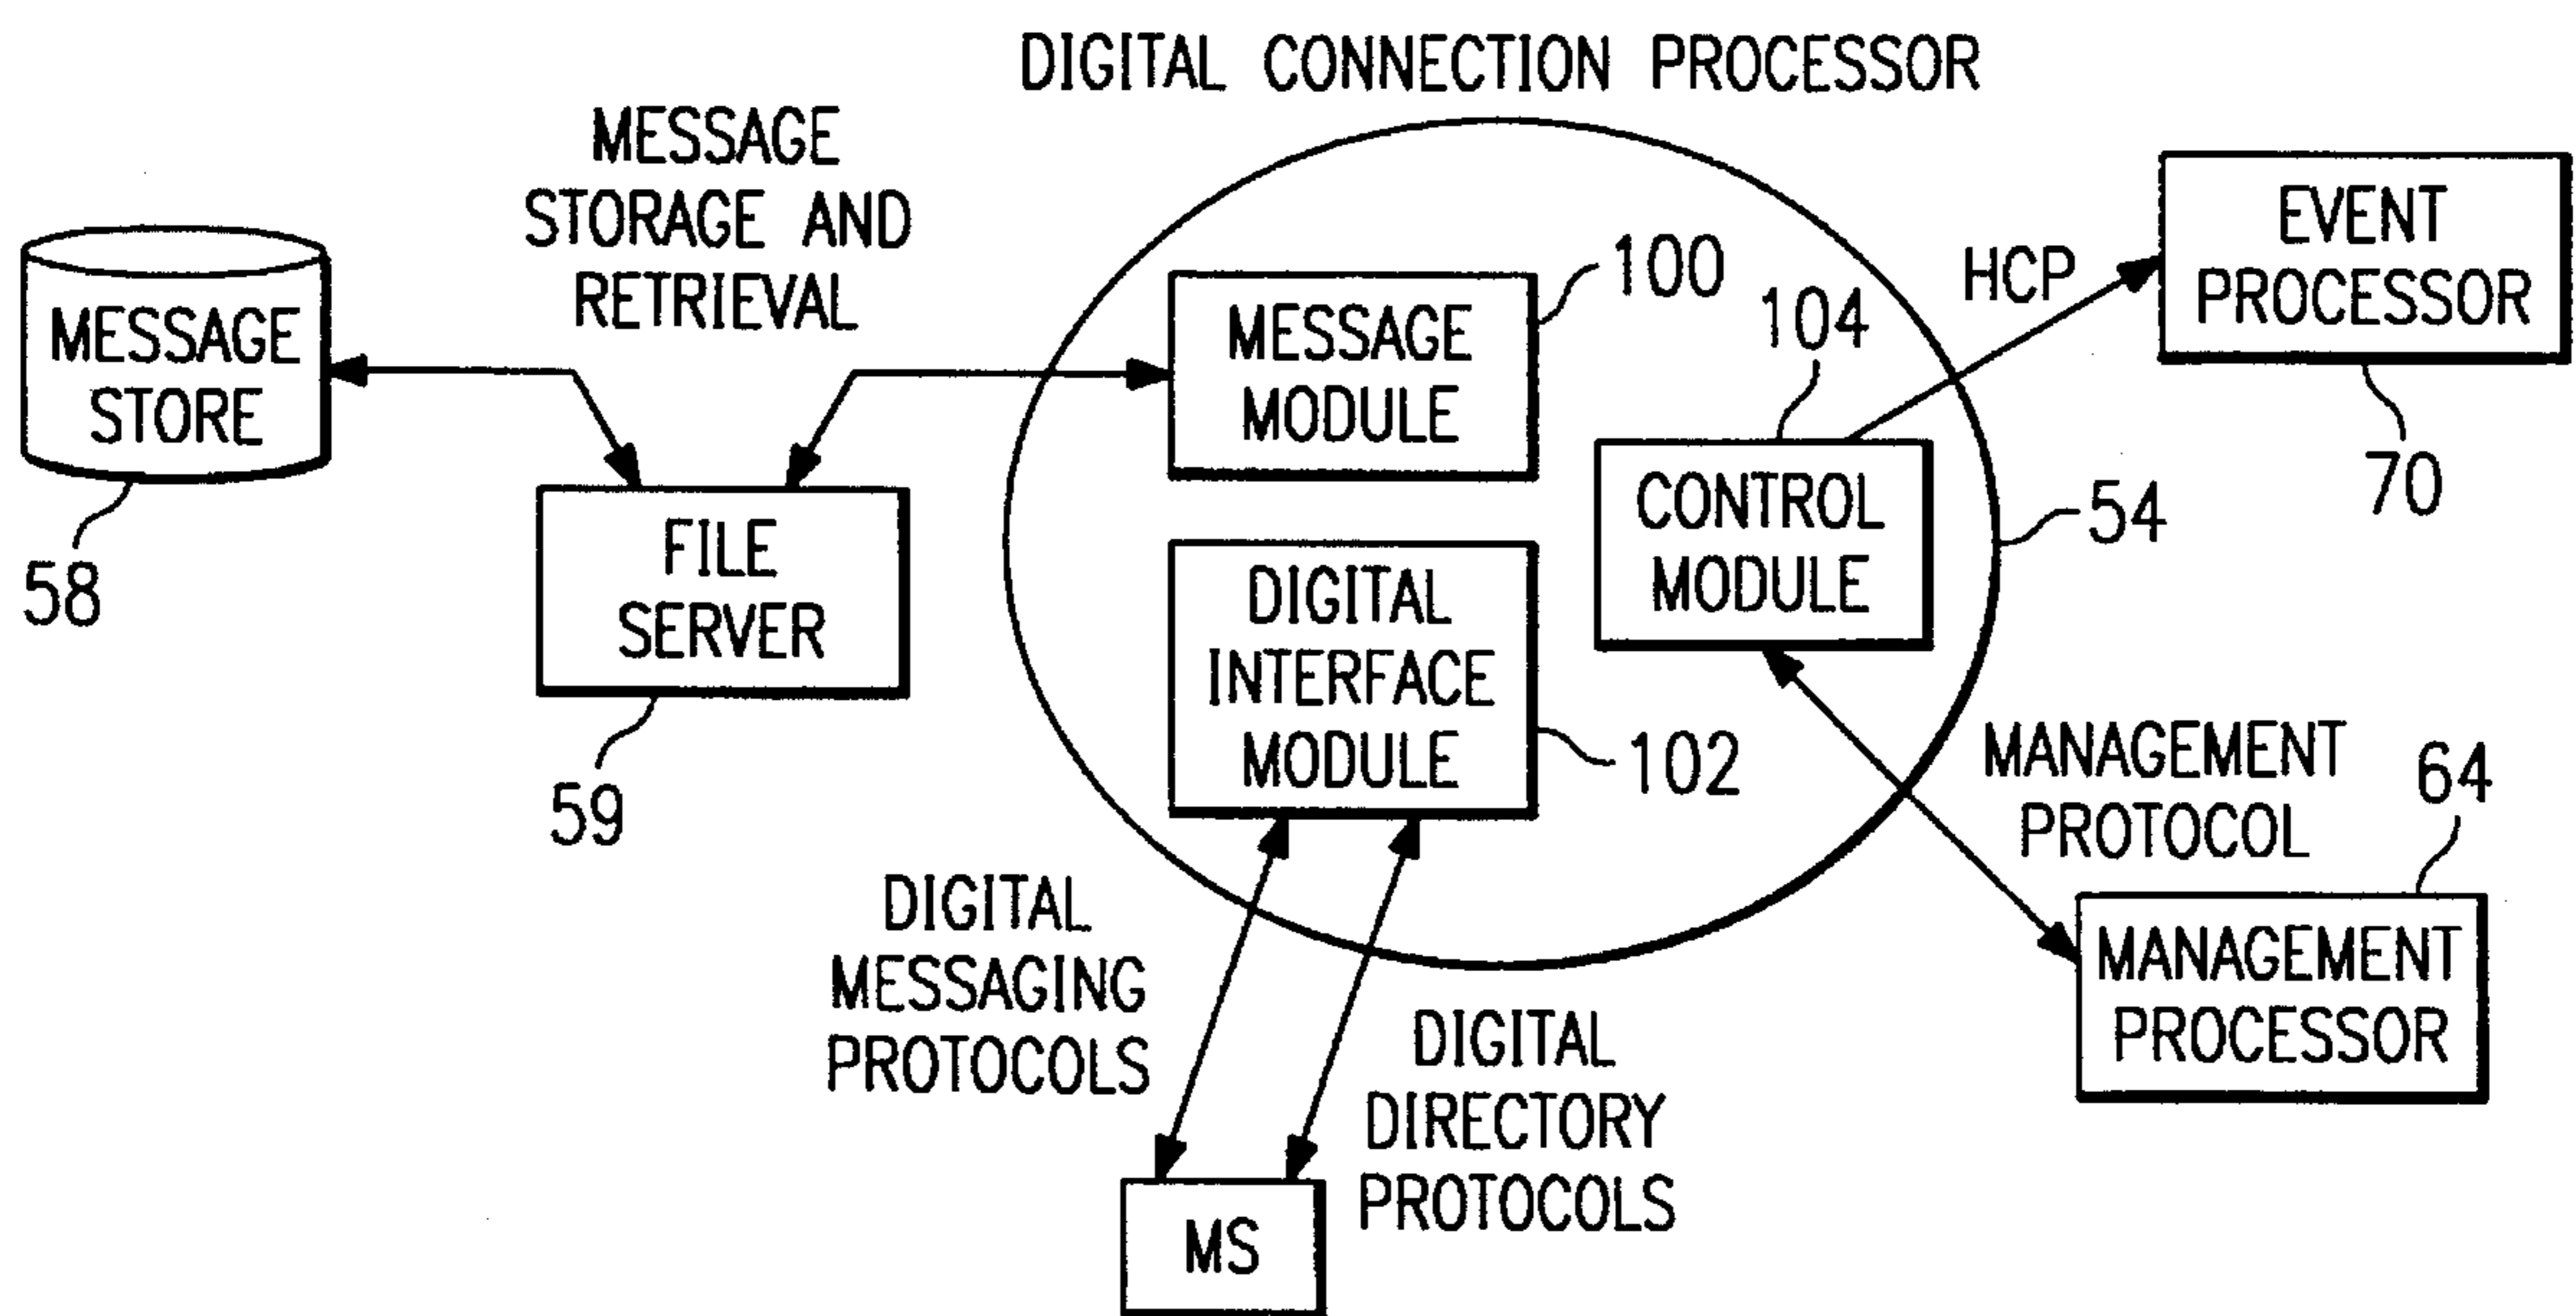 DIGITAL CONNECTION PROCESSOR
MESSAGE
STORAGE AND
RETRIEVAL
MESSAGE
STORE
58
FILE
SERVER
59
MESSAGE
MODULE
100
DIGITAL
INTERFACE
MODULE
102
CONTROL
MODULE
104
54
HCP
EVENT
PROCESSOR
70
MANAGEMENT
PROTOCOL
64
MANAGEMENT
PROCESSOR
DIGITAL
MESSAGING
PROTOCOLS
DIGITAL
DIRECTORY
PROTOCOLS
MS